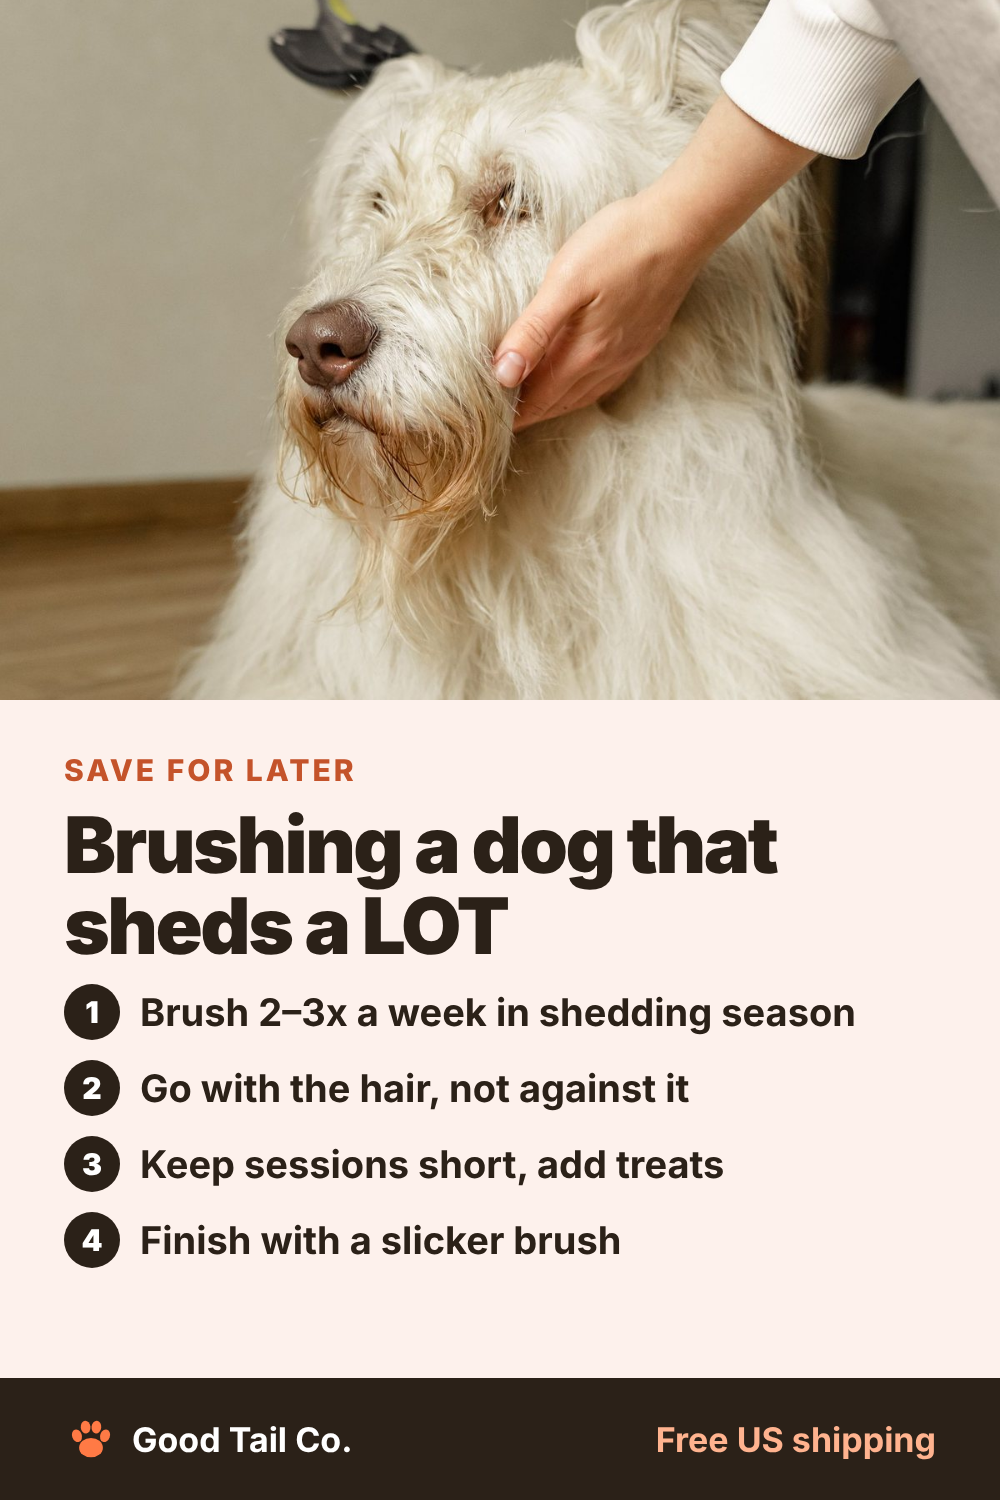 SAVE FOR LATER
Brushing a dog that
sheds a LOT
1 Brush 2–3x a week in shedding season
2 Go with the hair, not against it
3 Keep sessions short, add treats
4 Finish with a slicker brush
Good Tail Co.
Free US shipping